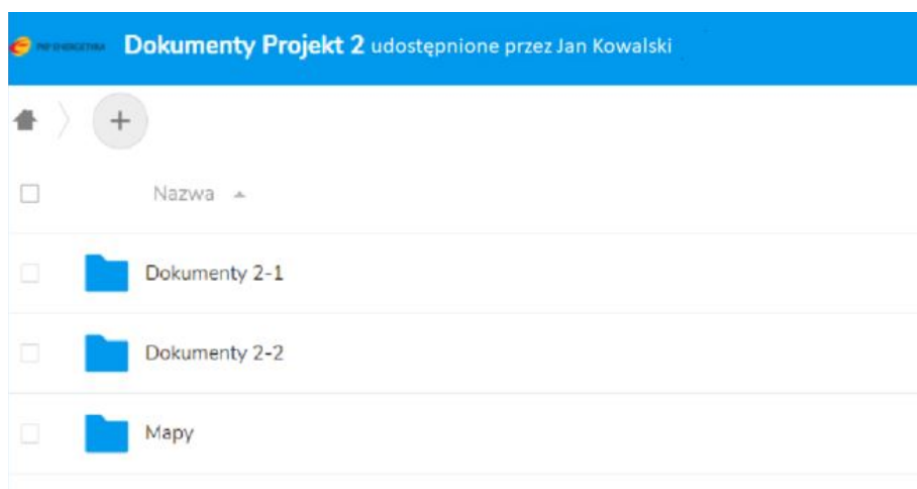 Dokumenty Projekt 2 udostępnione przez Jan Kowalski
Nazwa
Dokumenty 2-1
Dokumenty 2-2
Mapy